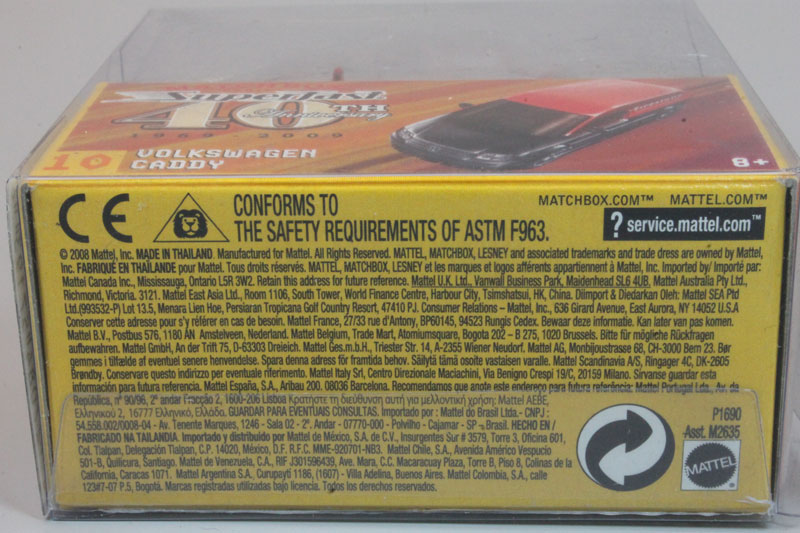 Superfast
40TH
Anniversary
1969 - 2009
10 VOLKSWAGEN
CADDY
8+
CE
CONFORMS TO
THE SAFETY REQUIREMENTS OF ASTM F963.
MATCHBOX.COM™ MATTEL.COM™
? service.mattel.com™
© 2008 Mattel, Inc. MADE IN THAILAND. Manufactured for Mattel. All Rights Reserved. MATTEL, MATCHBOX, LESNEY and associated trademarks and trade dress are owned by Mattel,
Inc. FABRIQUÉ EN THAÏLANDE pour Mattel. Tous droits réservés. MATTEL, MATCHBOX, LESNEY et les marques et logos afférents appartiennent à Mattel, Inc. Imported by/ Importé par:
Mattel Canada Inc., Mississauga, Ontario L5R 3W2. Retain this address for future reference. Mattel U.K. Ltd., Vanwall Business Park, Maidenhead SL6 4UB. Mattel Australia Pty Ltd.,
Richmond, Victoria. 3121. Mattel East Asia Ltd., Room 1106, South Tower, World Finance Centre, Harbour City, Tsimshatsui, HK, China. Diimport & Diedarkan Oleh: Mattel SEA Ptd
Ltd.(993532-P) Lot 13.5, Menara Lien Hoe, Persiaran Tropicana Golf Country Resort, 47410 PJ. Consumer Relations – Mattel, Inc., 636 Girard Avenue, East Aurora, NY 14052 U.S.A
Conserver cette adresse pour s'y référer en cas de besoin. Mattel France, 27/33 rue d'Antony, BP60145, 94523 Rungis Cedex. Bewaar deze informatie. Kan later van pas komen.
Mattel B.V., Postbus 576, 1180 AN Amstelveen, Nederland. Mattel Belgium, Trade Mart, Atomiumsquare, Bogota 202 – B 275, 1020 Brussels. Bitte für mögliche Rückfragen
aufbewahren. Mattel GmbH, An der Trift 75, D-63303 Dreieich. Mattel Ges.m.b.H., Triester Str. 14, A-2355 Wiener Neudorf. Mattel AG, Monbijoustrasse 68, CH-3000 Bern 23. Bør
gemmes i tilfælde af eventuel senere henvendelse. Spara denna adress för framtida behov. Säilytä tämä osoite vastaisen varalle. Mattel Scandinavia A/S, Ringager 4C, DK-2605
Brøndby. Conservare questo indirizzo per eventuale riferimento. Mattel Italy Srl, Centro Direzionale Maciachini, Via Benigno Crespi 19/C, 20159 Milano. Sírvanse guardar esta
información para futura referencia. Mattel España, S.A., Aribau 200. 08036 Barcelona. Recomendamos que anote este endereço para futura referência: Mattel Portugal Lda., Av. da
República, nº 90/96, 2º andar Fracção 2, 1600-206 Lisboa Κρατήστε τη διεύθυνση αυτή για μελλοντική χρήση: Mattel AEBE,
Ελληνικού 2, 16777 Ελληνικό, Ελλάδα. GUARDAR PARA EVENTUAIS CONSULTAS. Importado por : Mattel do Brasil Ltda.- CNPJ :
54.558.002/0008-04 - Av. Tenente Marques, 1246 - Sala 02 - 2º Andar - 07770-000 - Polvilho - Cajamar - SP - Brasil. HECHO EN /
FABRICADO NA TAILANDIA. Importado y distribuido por Mattel de México, S.A. de C.V., Insurgentes Sur # 3579, Torre 3, Oficina 601,
Col. Tlalpan, Delegación Tlalpan, C.P. 14020, México, D.F. R.F.C. MME-920701-NB3. Mattel Chile, S.A., Avenida Américo Vespucio
501-B, Quilicura, Santiago. Mattel de Venezuela, C.A., RIF J301596439, Ave. Mara, C.C. Macaracuay Plaza, Torre B, Piso 8, Colinas de la
California, Caracas 1071. Mattel Argentina S.A., Curupaytí 1186, (1607) - Villa Adelina, Buenos Aires. Mattel Colombia, S.A., calle
123#7-07 P.5, Bogotá. Marcas registradas utilizadas bajo licencia. Todos los derechos reservados.
P1690
Asst. M2635
MATTEL